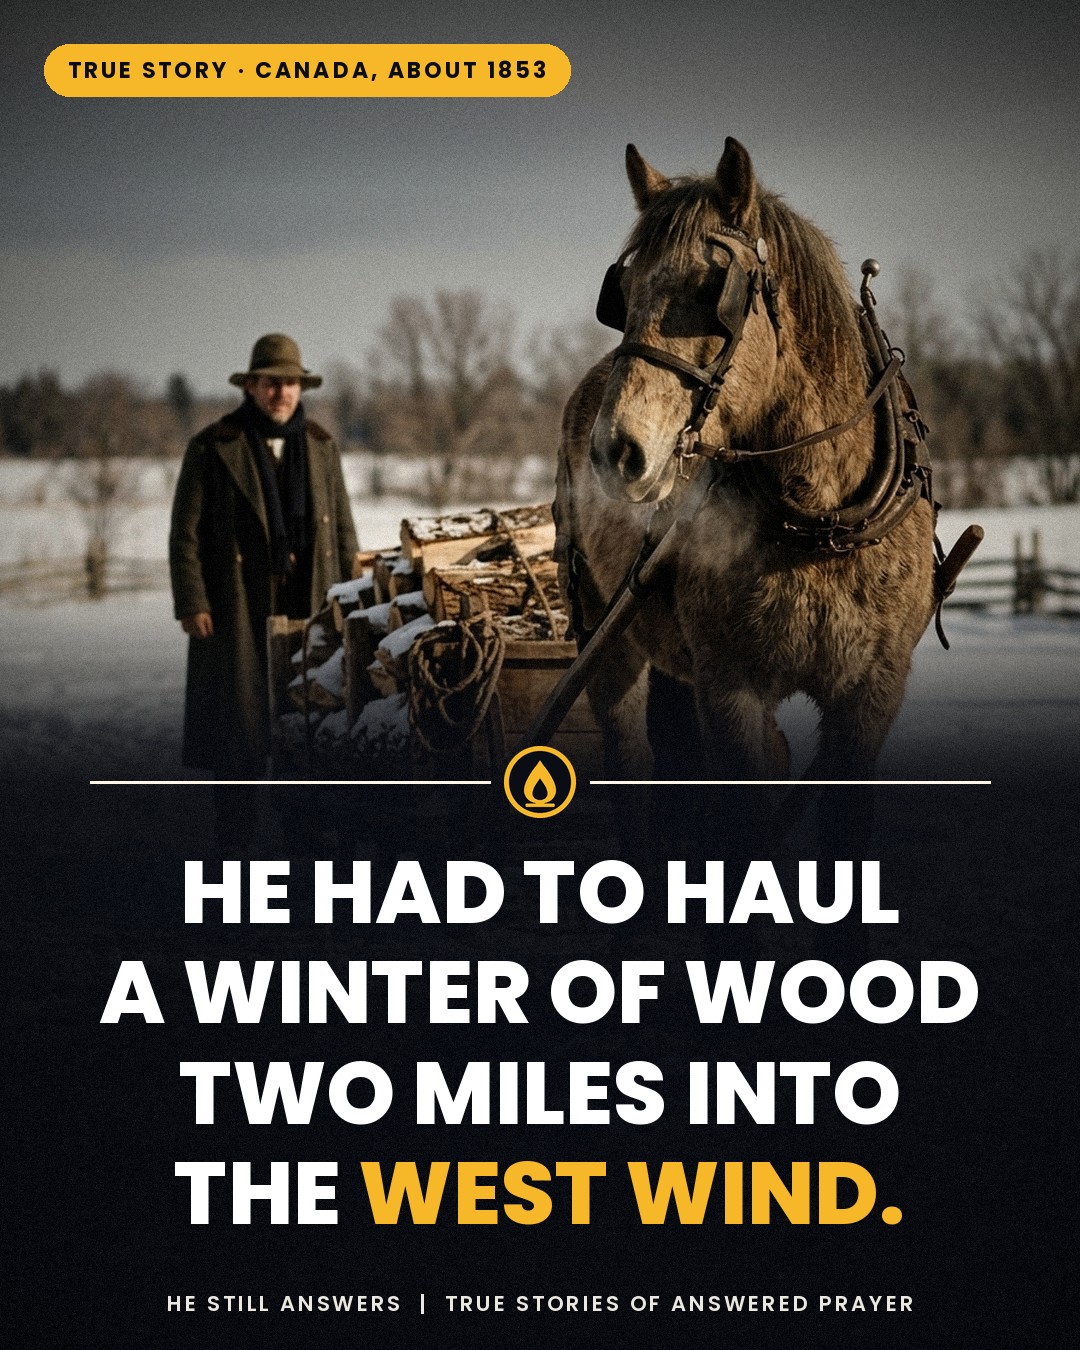 TRUE STORY · CANADA, ABOUT 1853
HE HAD TO HAUL
A WINTER OF WOOD
TWO MILES INTO
THE WEST WIND.
HE STILL ANSWERS | TRUE STORIES OF ANSWERED PRAYER